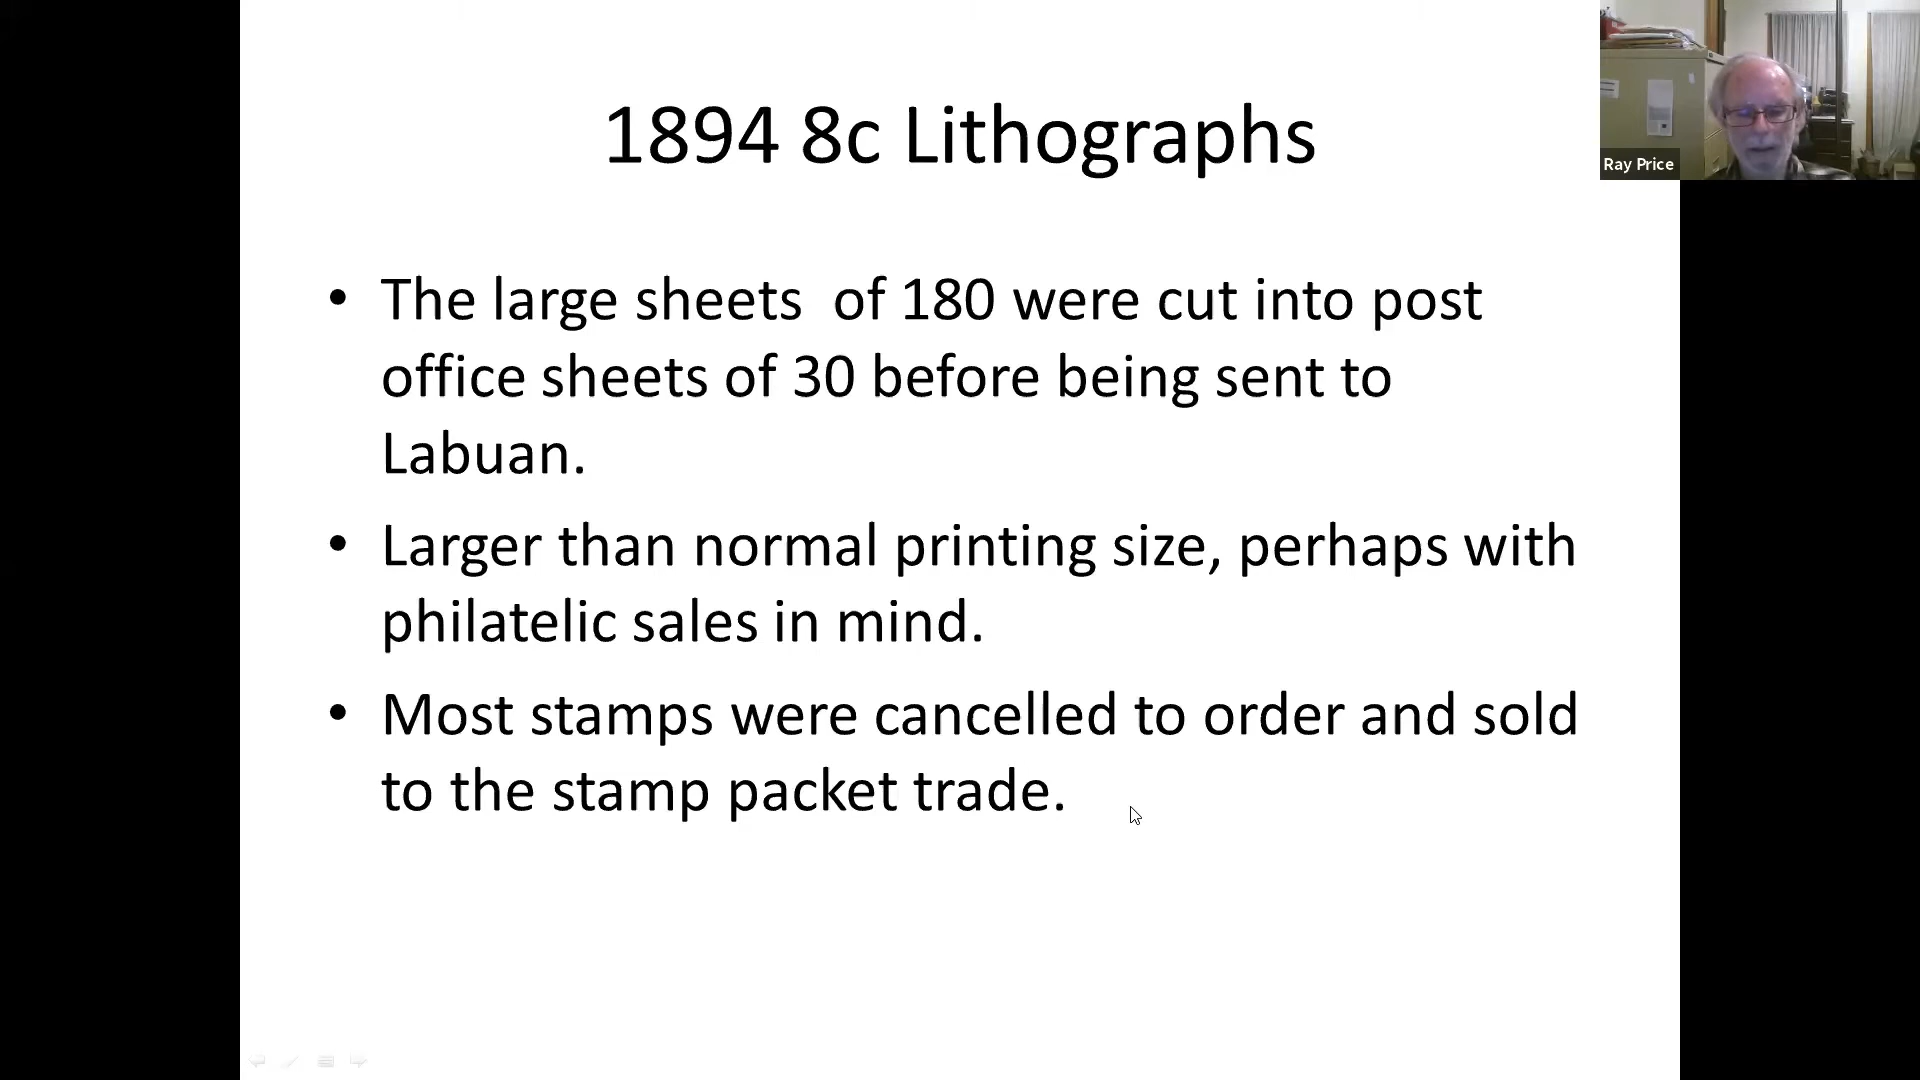 1894 8c Lithographs
Ray Price
• The large sheets  of 180 were cut into post
office sheets of 30 before being sent to
Labuan.
• Larger than normal printing size, perhaps with
philatelic sales in mind.
• Most stamps were cancelled to order and sold
to the stamp packet trade.